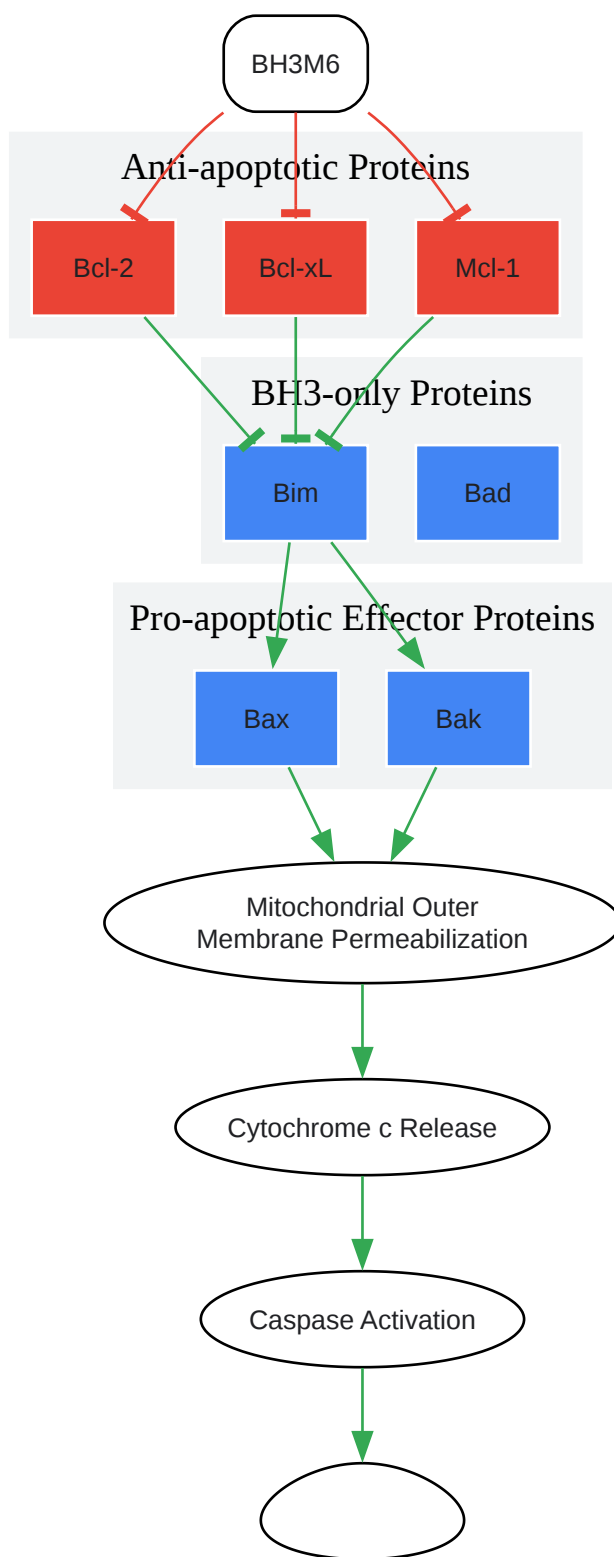 BH3M6
Anti-apoptotic Proteins
Bcl-2
Bcl-xL
Mcl-1
BH3-only Proteins
Bim
Bad
Pro-apoptotic Effector Proteins
Bax
Bak
Mitochondrial Outer
Membrane Permeabilization
Cytochrome c Release
Caspase Activation